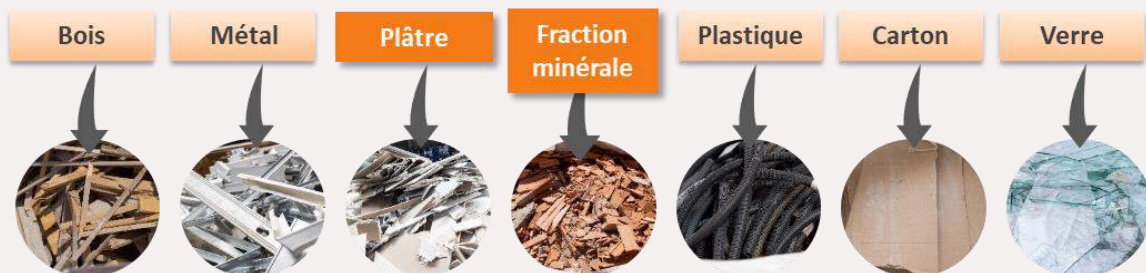 Bois
Métal
Plâtre
Fraction
minérale
Plastique
Carton
Verre